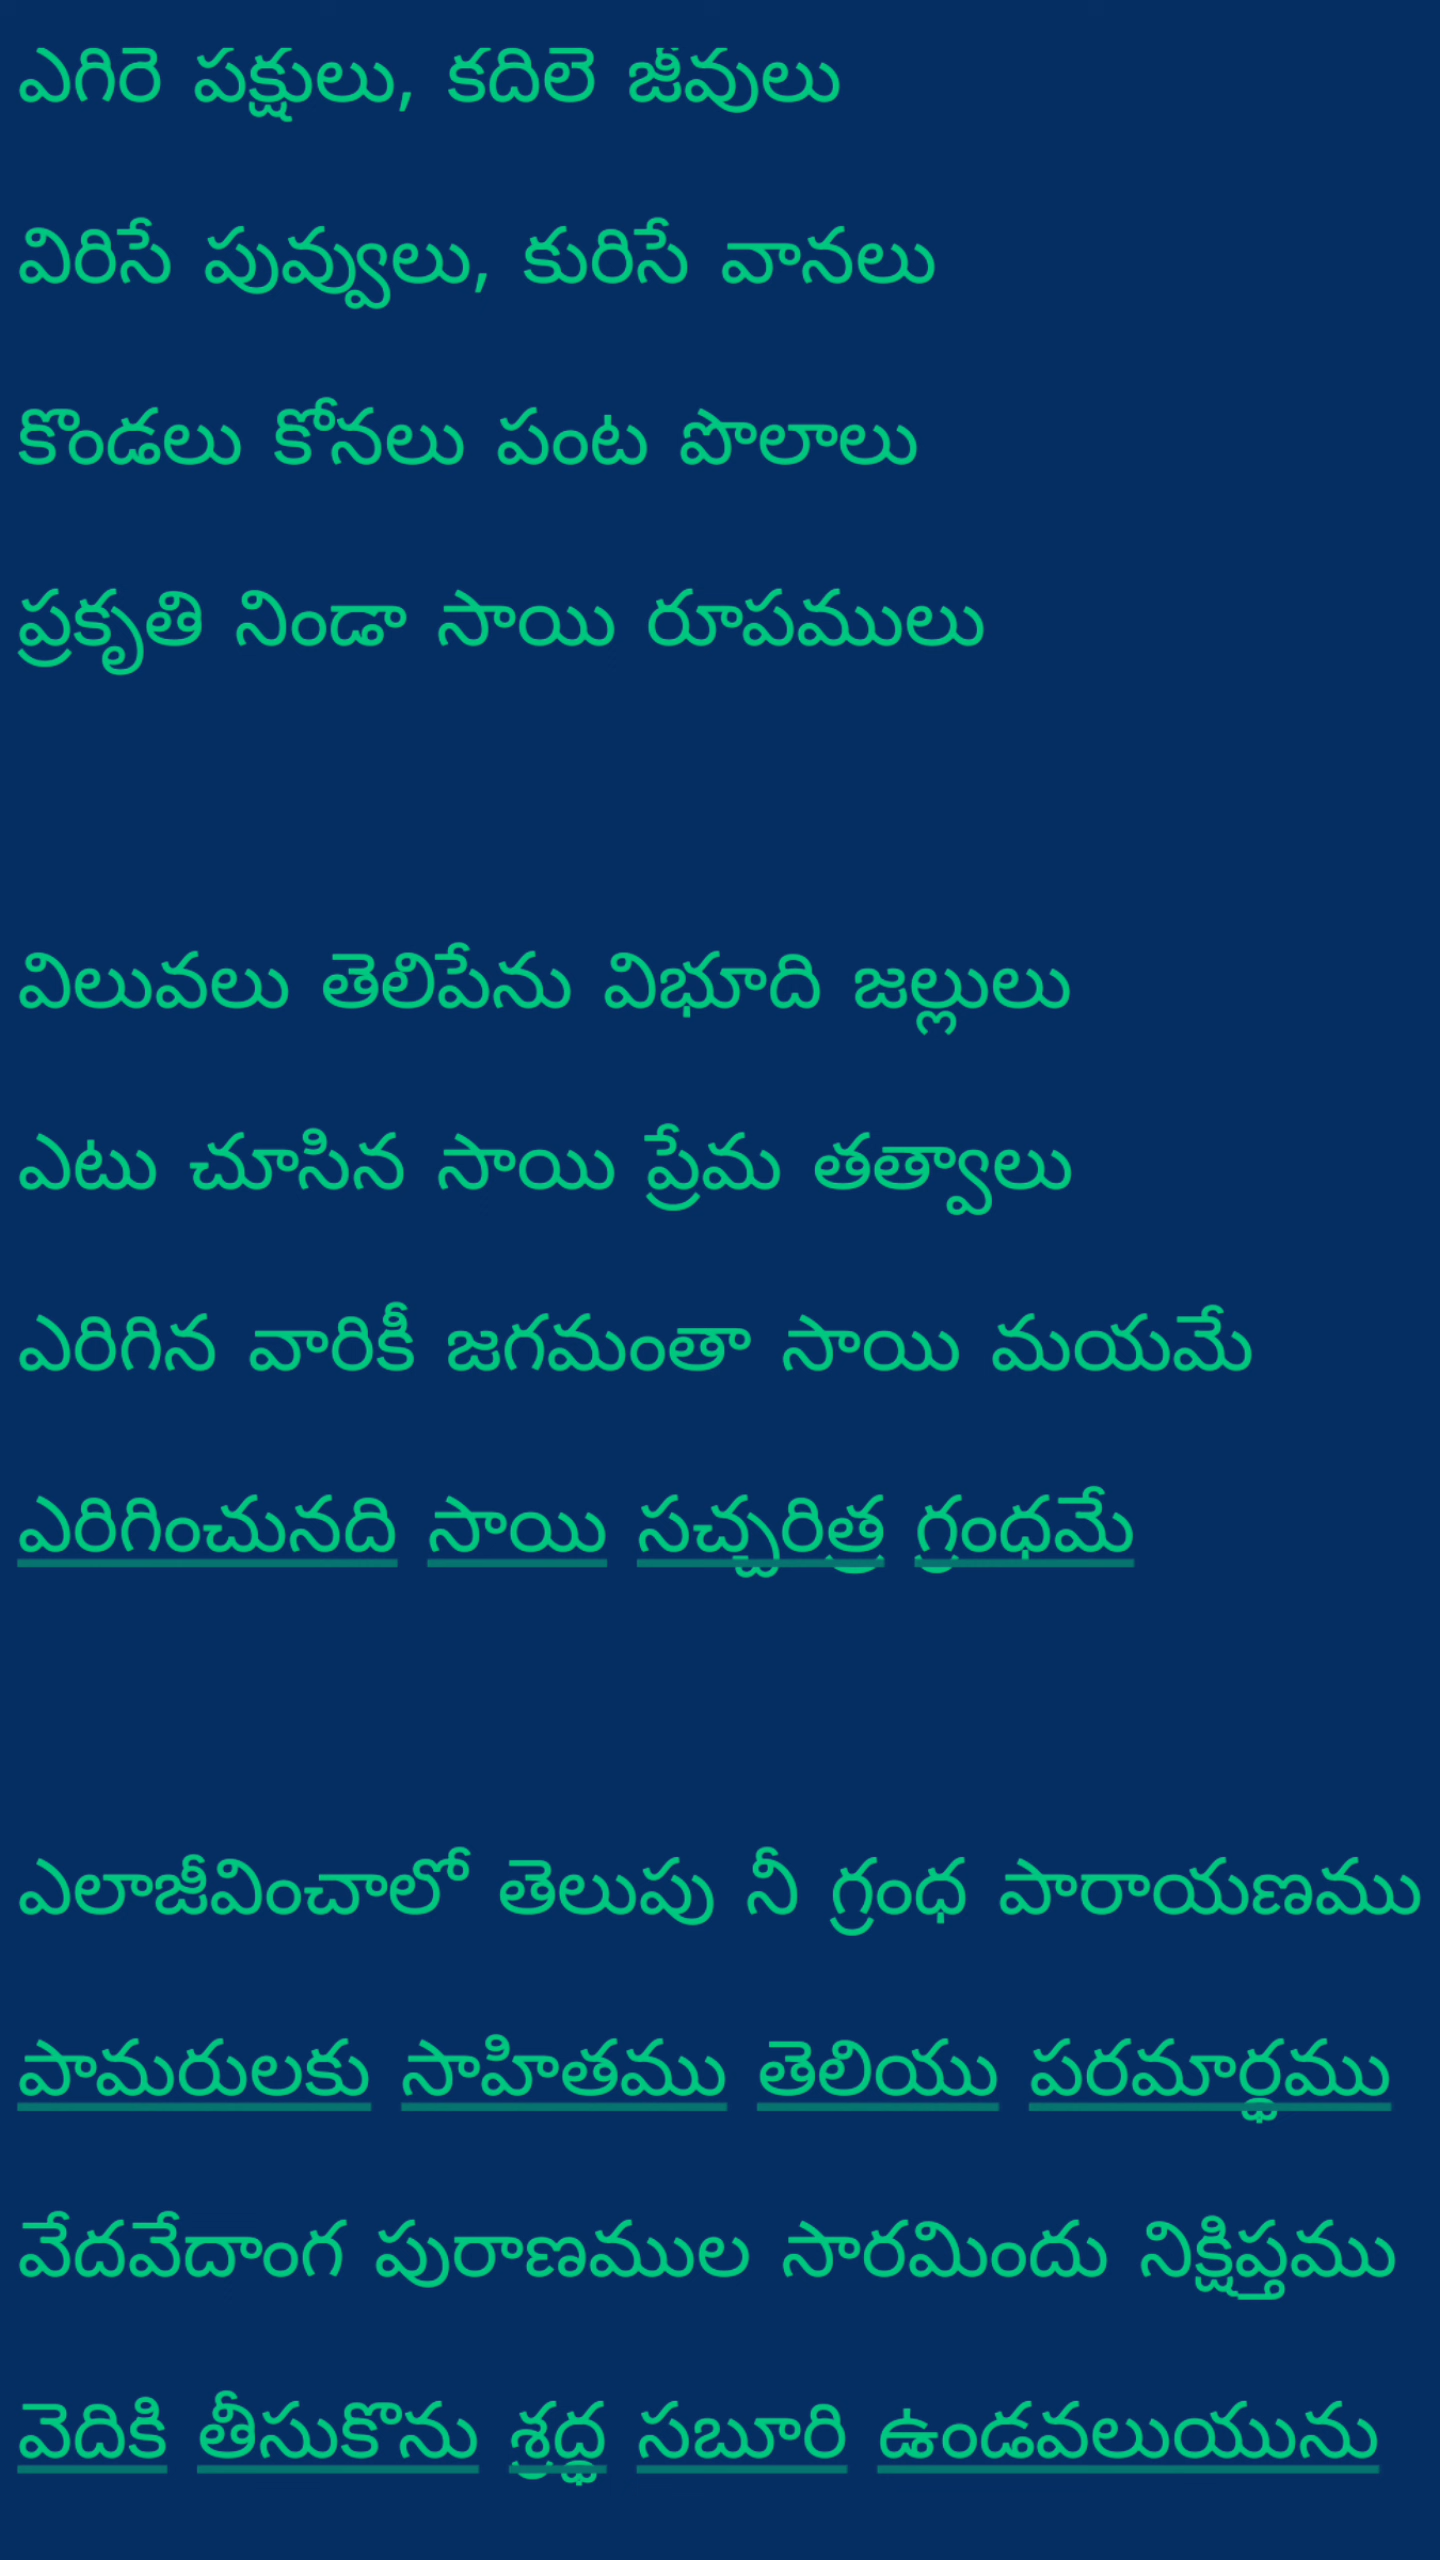 ఎగిరె పక్షులు, కదిలె జీవులు
విరిసే పువ్వులు, కురిసే వానలు
కొండలు కోనలు పంట పొలాలు
ప్రకృతి నిండా సాయి రూపములు
విలువలు తెలిపేను విభూది జల్లులు
ఎటు చూసిన సాయి ప్రేమ తత్వాలు
ఎరిగిన వారికీ జగమంతా సాయి మయమే
ఎరిగించునది సాయి సచ్చరిత్ర గ్రంధమే
ఎలాజీవించాలో తెలుపు నీ గ్రంధ పారాయణము
పామరులకు సాహితము తెలియు పరమార్థము
వేదవేదాంగ పురాణముల సారమిందు నిక్షిప్తము
వెదికి తీసుకొను శ్రద్ధ సబూరి ఉండవలుయును